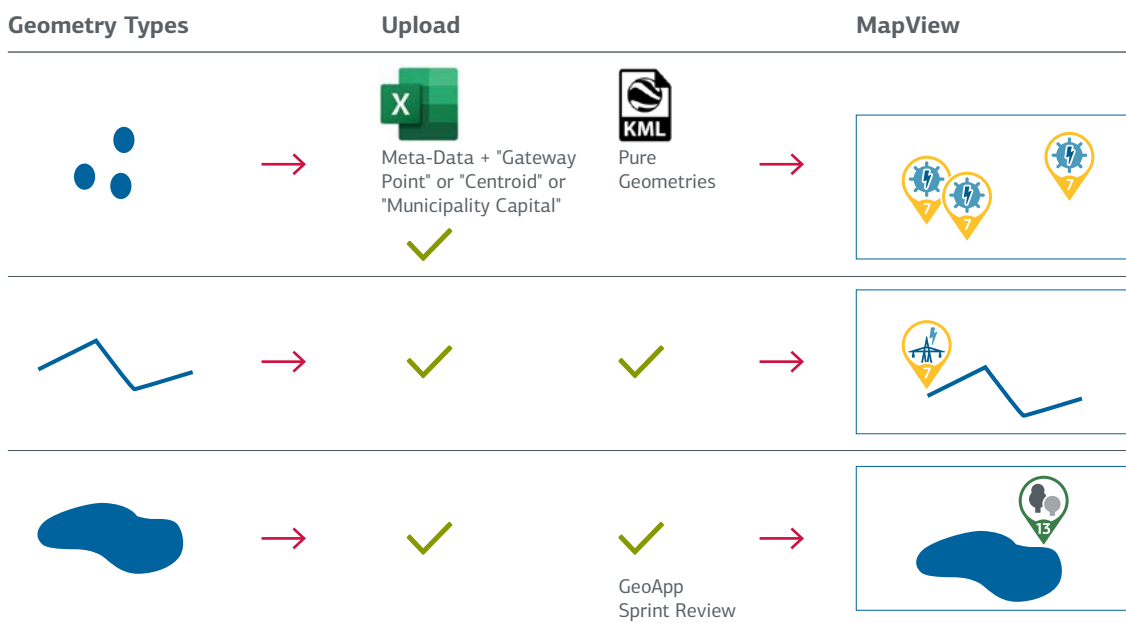 Geometry Types
Upload
MapView
X
KML
Meta-Data + "Gateway
Point" or "Centroid" or
"Municipality Capital"
Pure
Geometries
7
7
7
7
13
GeoApp
Sprint Review